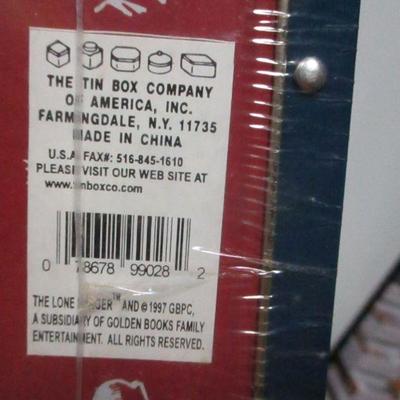 THE TIN BOX COMPANY
OF AMERICA, INC.
FARMINGDALE, N.Y. 11735
MADE IN CHINA
U.S.A. FAX#: 516-845-1610
PLEASE VISIT OUR WEB SITE AT
www.tinboxco.com
0 78678 99028 2
THE LONE RANGER™ AND © 1997 GBPC,
A SUBSIDIARY OF GOLDEN BOOKS FAMILY
ENTERTAINMENT. ALL RIGHTS RESERVED.